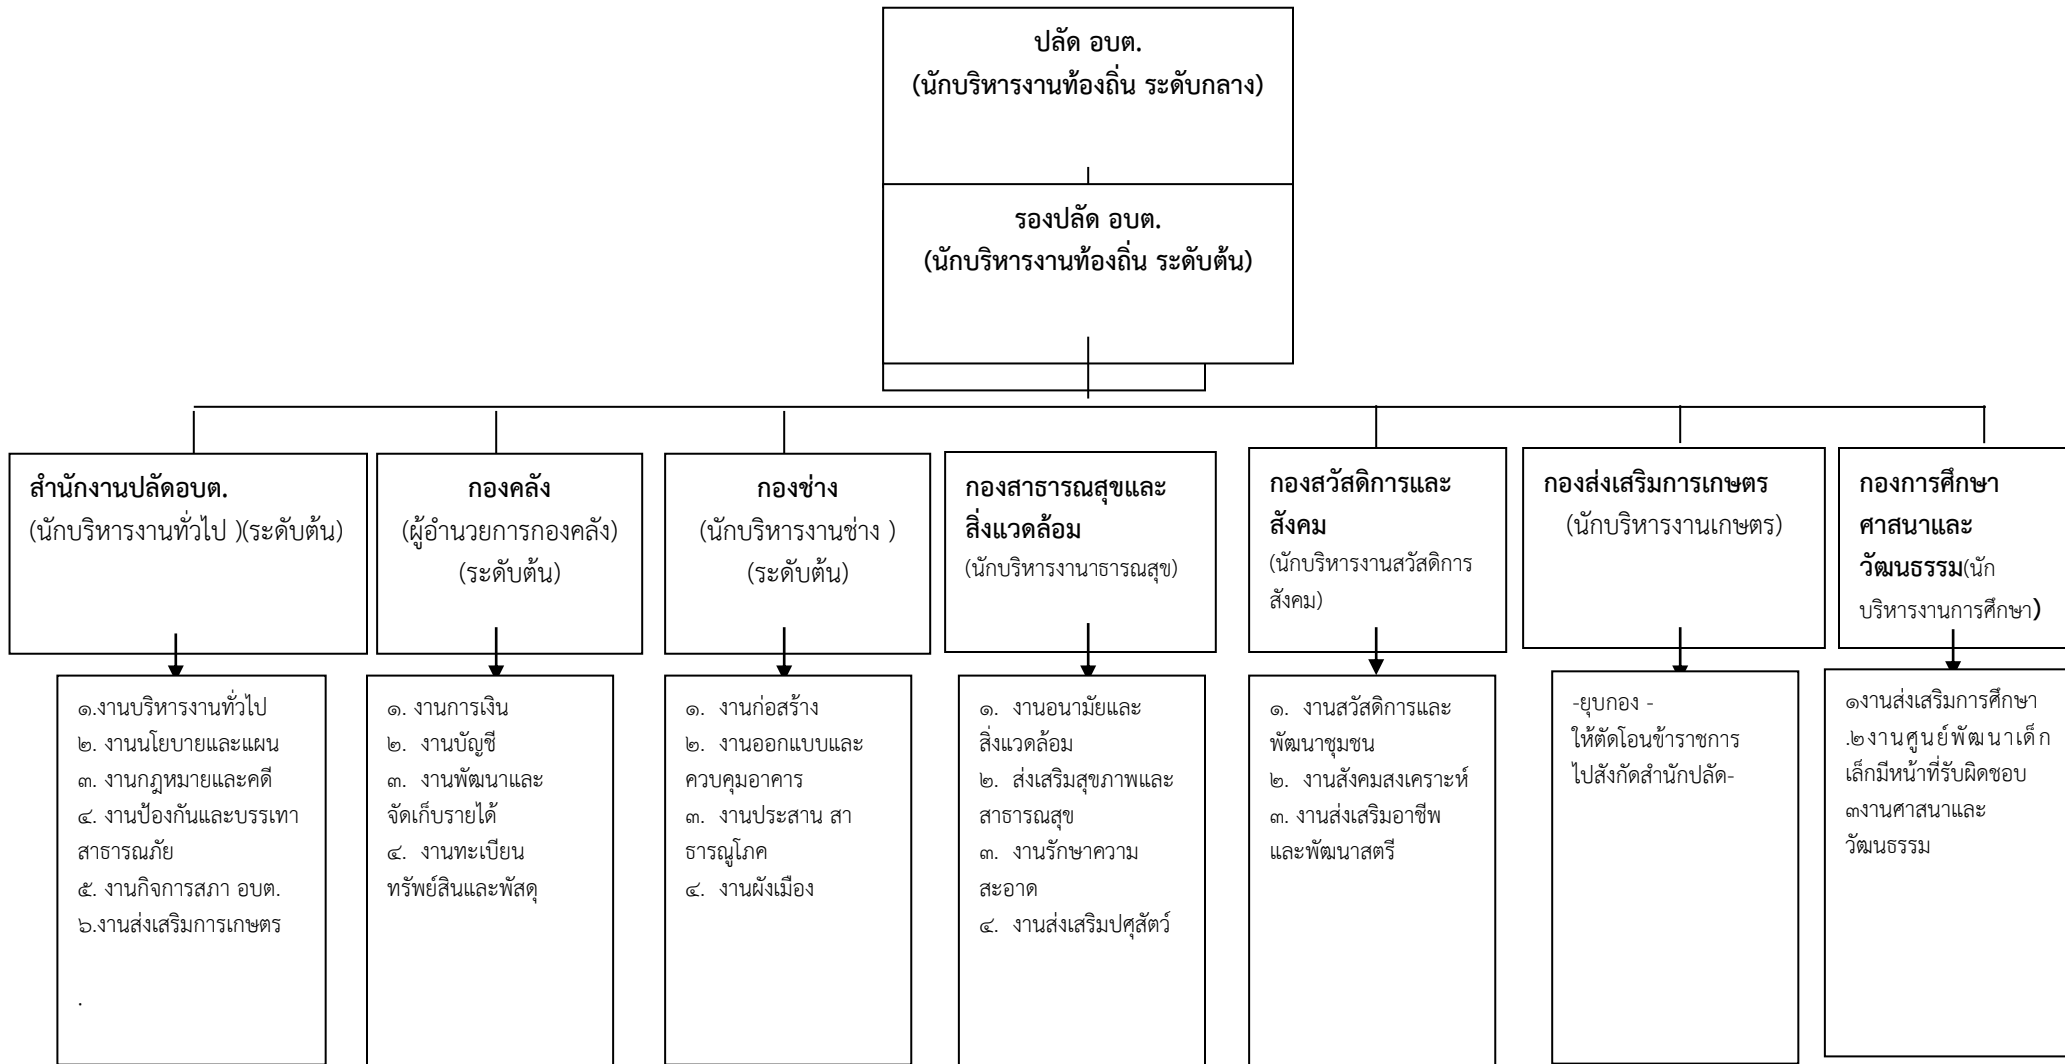 ปลัด อบต.
(นักบริหารงานท้องถิ่น ระดับกลาง)
รองปลัด อบต.
(นักบริหารงานท้องถิ่น ระดับต้น)
สำนักงานปลัดอบต.
(นักบริหารงานทั่วไป )(ระดับต้น)
กองคลัง
(ผู้อำนวยการกองคลัง)
(ระดับต้น)
กองช่าง
(นักบริหารงานช่าง )
(ระดับต้น)
กองสาธารณสุขและ
สิ่งแวดล้อม
(นักบริหารงานาธารณสุข)
กองสวัสดิการและ
สังคม
(นักบริหารงานสวัสดิการ
สังคม)
กองส่งเสริมการเกษตร
(นักบริหารงานเกษตร)
กองการศึกษา
ศาสนาและ
วัฒนธรรม(นัก
บริหารงานการศึกษา)
๑.งานบริหารงานทั่วไป
๒. งานนโยบายและแผน
๓. งานกฎหมายและคดี
๔. งานป้องกันและบรรเทา
สาธารณภัย
๕. งานกิจการสภา อบต.
๖.งานส่งเสริมการเกษตร
.
๑. งานการเงิน
๒. งานบัญชี
๓. งานพัฒนาและ
จัดเก็บรายได้
๔. งานทะเบียน
ทรัพย์สินและพัสดุ
๑. งานก่อสร้าง
๒. งานออกแบบและ
ควบคุมอาคาร
๓. งานประสาน สา
ธารณูโภค
๔. งานผังเมือง
๑. งานอนามัยและ
สิ่งแวดล้อม
๒. ส่งเสริมสุขภาพและ
สาธารณสุข
๓. งานรักษาความ
สะอาด
๔. งานส่งเสริมปศุสัตว์
๑. งานสวัสดิการและ
พัฒนาชุมชน
๒. งานสังคมสงเคราะห์
๓. งานส่งเสริมอาชีพ
และพัฒนาสตรี
-ยุบกอง -
ให้ตัดโอนข้าราชการ
ไปสังกัดสำนักปลัด-
๑งานส่งเสริมการศึกษา
.๒งานศูนย์พัฒนาเด็ก
เล็กมีหน้าที่รับผิดชอบ
๓งานศาสนาและ
วัฒนธรรม